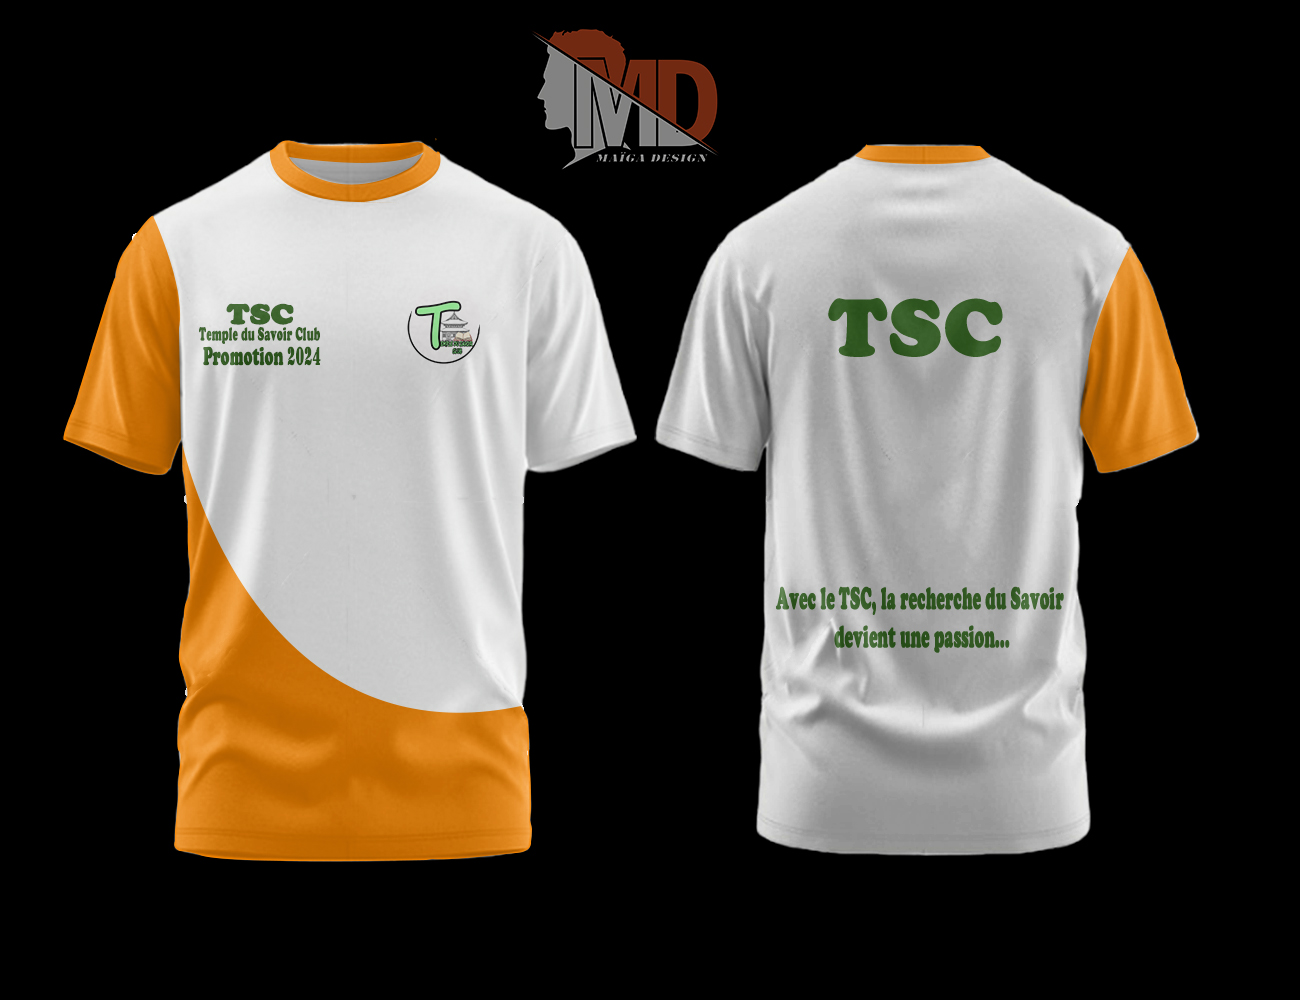 MD
MAÏGA DESIGN
TSC
Temple du Savoir Club
Promotion 2024
T
TSC
Avec le TSC, la recherche du Savoir
devient une passion...